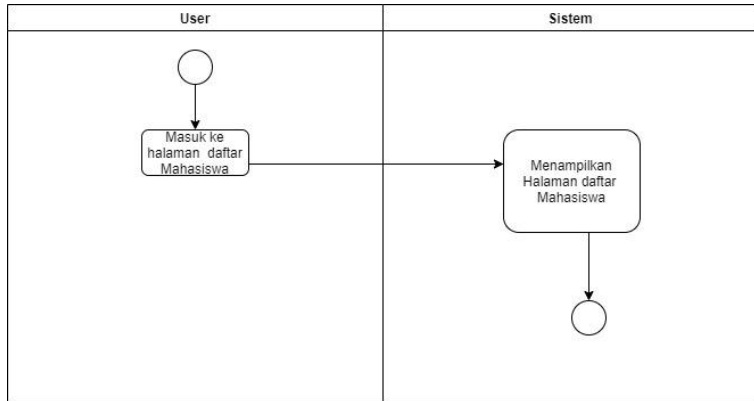 User
Sistem
Masuk ke
halaman daftar
Mahasiswa
Menampilkan
Halaman daftar
Mahasiswa